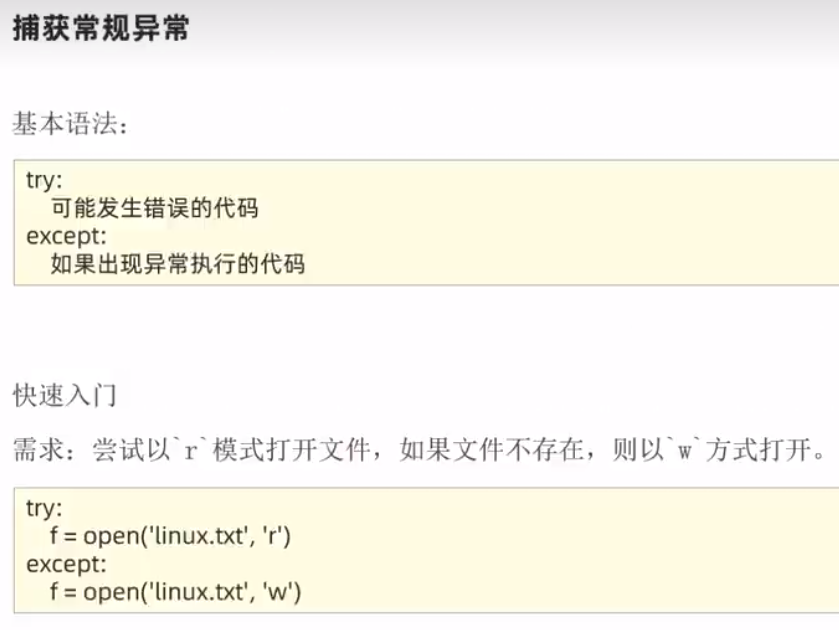 捕获常规异常
基本语法：
try:
    可能发生错误的代码
except:
    如果出现异常执行的代码
快速入门
需求：尝试以`r`模式打开文件，如果文件不存在，则以`w`方式打开。
try:
    f = open('linux.txt', 'r')
except:
    f = open('linux.txt', 'w')